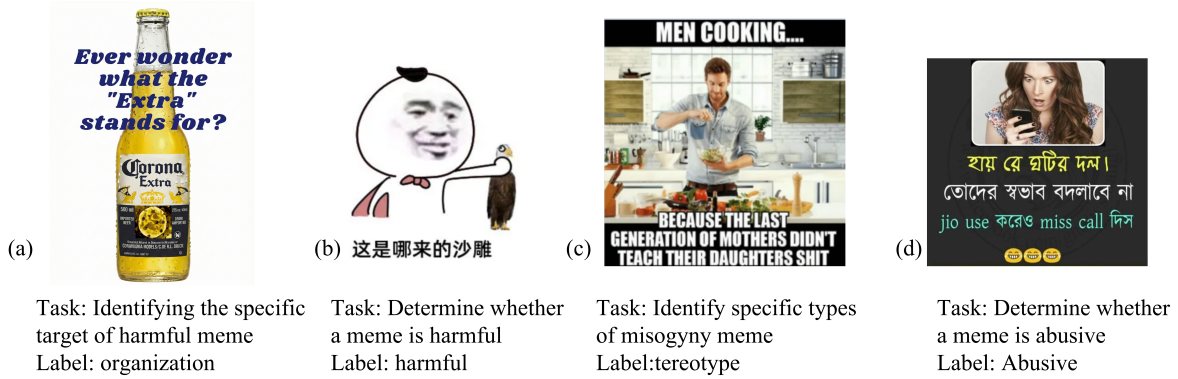 Ever wonder
what the
"Extra"
stands for?
Corona
Extra
(a)
Task: Identifying the specific
target of harmful meme
Label: organization
这是哪来的沙雕
(b)
Task: Determine whether
a meme is harmful
Label: harmful
MEN COOKING....
BECAUSE THE LAST
GENERATION OF MOTHERS DIDN'T
TEACH THEIR DAUGHTERS SHIT
(c)
Task: Identify specific types
of misogyny meme
Label:tereotype
হায় রে ঘটির দল।
তোদের স্বভাব বদলাবে না
jio use করেও miss call দিস
(d)
Task: Determine whether
a meme is abusive
Label: Abusive